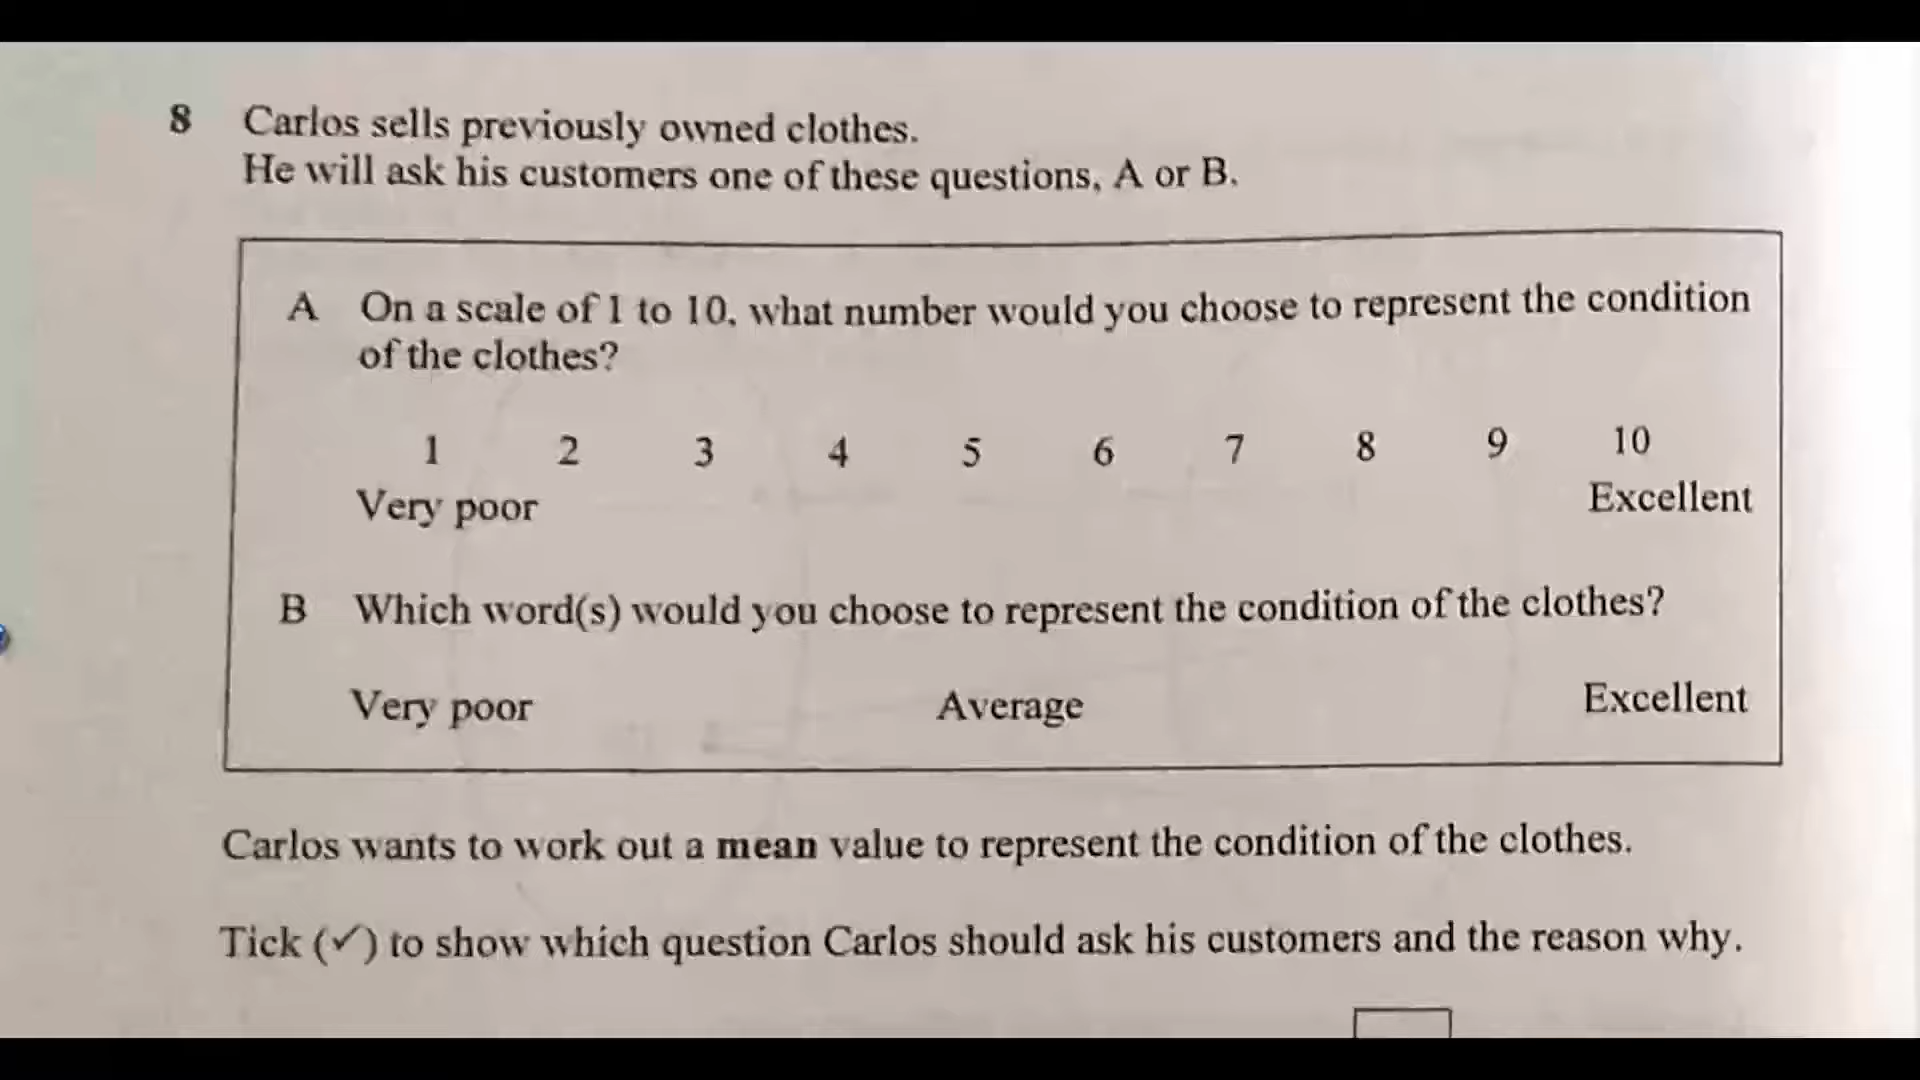 8 Carlos sells previously owned clothes.
He will ask his customers one of these questions, A or B.
A On a scale of 1 to 10, what number would you choose to represent the condition
of the clothes?
1 2 3 4 5 6 7 8 9 10
Very poor Excellent
B Which word(s) would you choose to represent the condition of the clothes?
Very poor Average Excellent
Carlos wants to work out a mean value to represent the condition of the clothes.
Tick (✓) to show which question Carlos should ask his customers and the reason why.